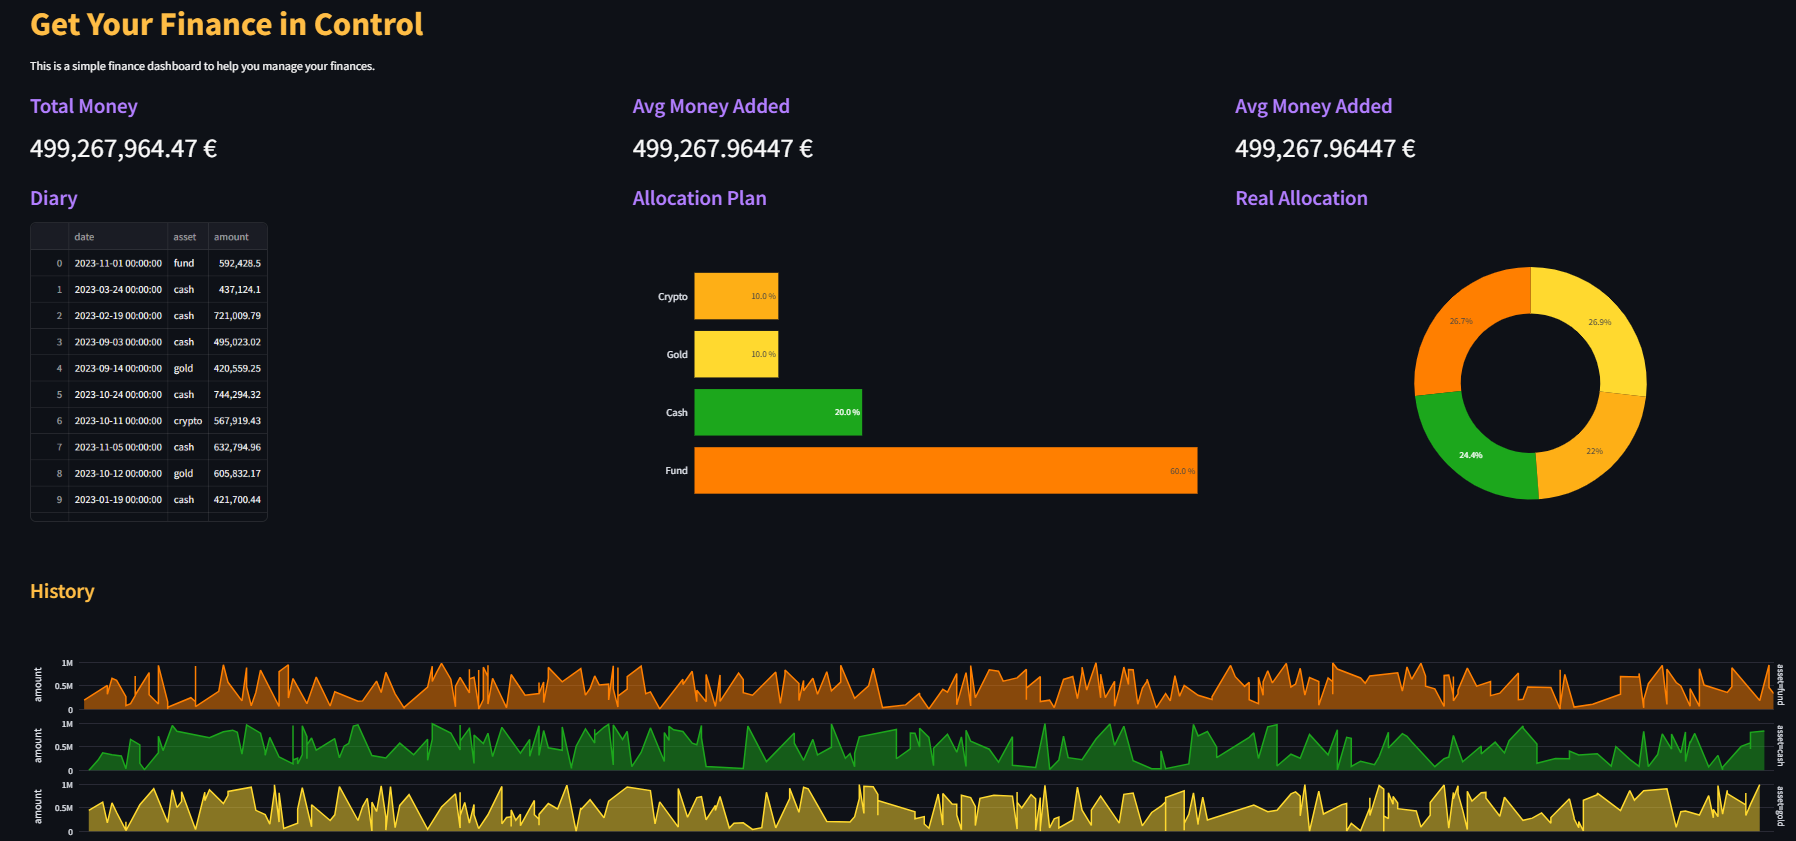 Get Your Finance in Control
This is a simple finance dashboard to help you manage your finances.
Total Money
499,267,964.47 €
Avg Money Added
499,267.96447 €
Avg Money Added
499,267.96447 €
Diary
date asset amount
0 2023-11-01 00:00:00 fund 592,428.5
1 2023-03-24 00:00:00 cash 437,124.1
2 2023-02-19 00:00:00 cash 721,009.79
3 2023-09-03 00:00:00 cash 495,023.02
4 2023-09-14 00:00:00 gold 420,559.25
5 2023-10-24 00:00:00 cash 744,294.32
6 2023-10-11 00:00:00 crypto 567,919.43
7 2023-11-05 00:00:00 cash 632,794.96
8 2023-10-12 00:00:00 gold 605,832.17
9 2023-01-19 00:00:00 cash 421,700.44
Allocation Plan
Crypto 10.0 %
Gold 10.0 %
Cash 20.0 %
Fund 60.0 %
Real Allocation
26.7%
26.9%
24.4%
22%
History
amount
1M
0.5M
0
asset=fund
amount
1M
0.5M
0
asset=cash
amount
1M
0.5M
0
asset=gold